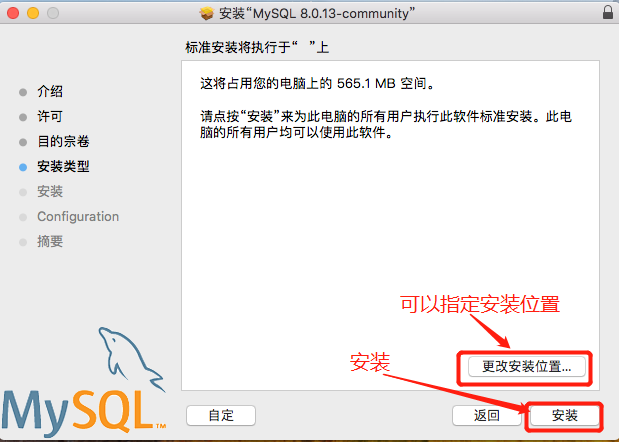 安装“MySQL 8.0.13-community”
标准安装将执行于“  ”上
介绍
许可
目的宗卷
安装类型
安装
Configuration
摘要
这将占用您的电脑上的 565.1 MB 空间。
请点按“安装”来为此电脑的所有用户执行此软件标准安装。此电
脑的所有用户均可以使用此软件。
可以指定安装位置
安装
更改安装位置...
MySQL™
自定
返回
安装